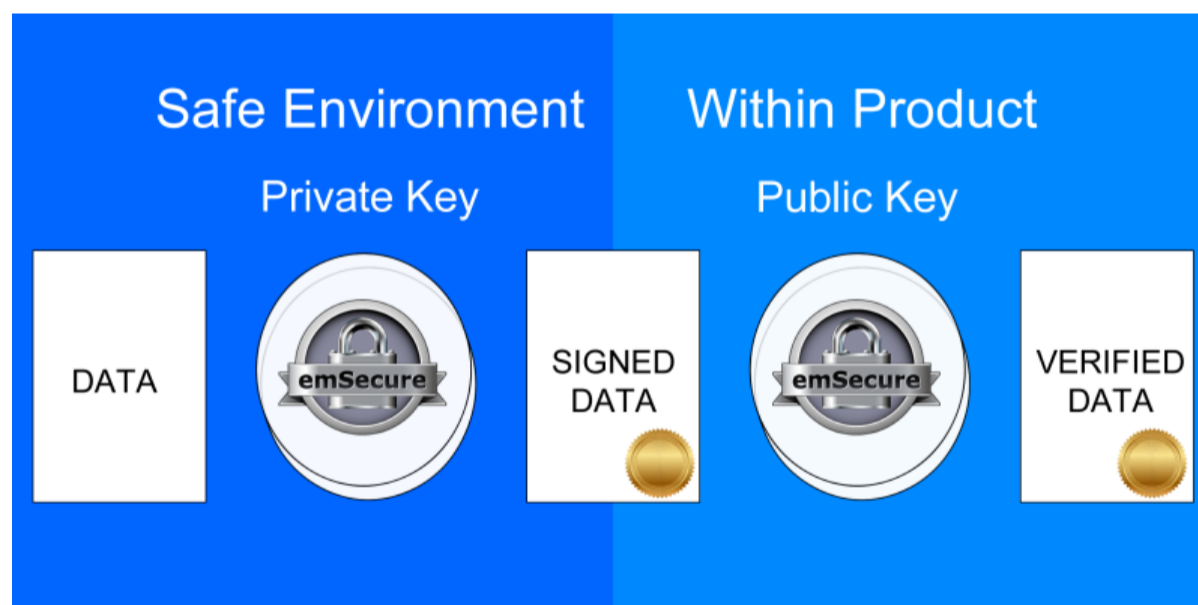 Safe Environment
Within Product
Private Key
Public Key
DATA
emSecure
SIGNED
DATA
emSecure
VERIFIED
DATA